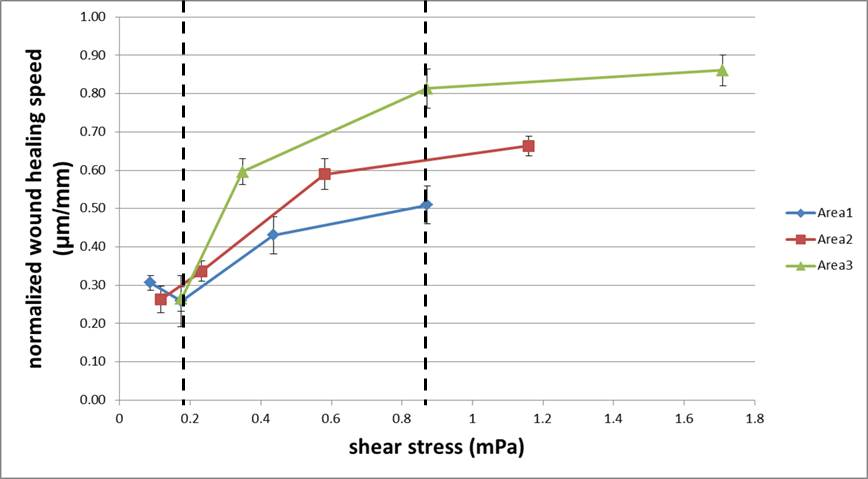 1.00
0.90
0.80
0.70
0.60
0.50
0.40
0.30
0.20
0.10
0.00
normalized wound healing speed
(μm/mm)
0 0.2 0.4 0.6 0.8 1 1.2 1.4 1.6 1.8
shear stress (mPa)
Area1
Area2
Area3